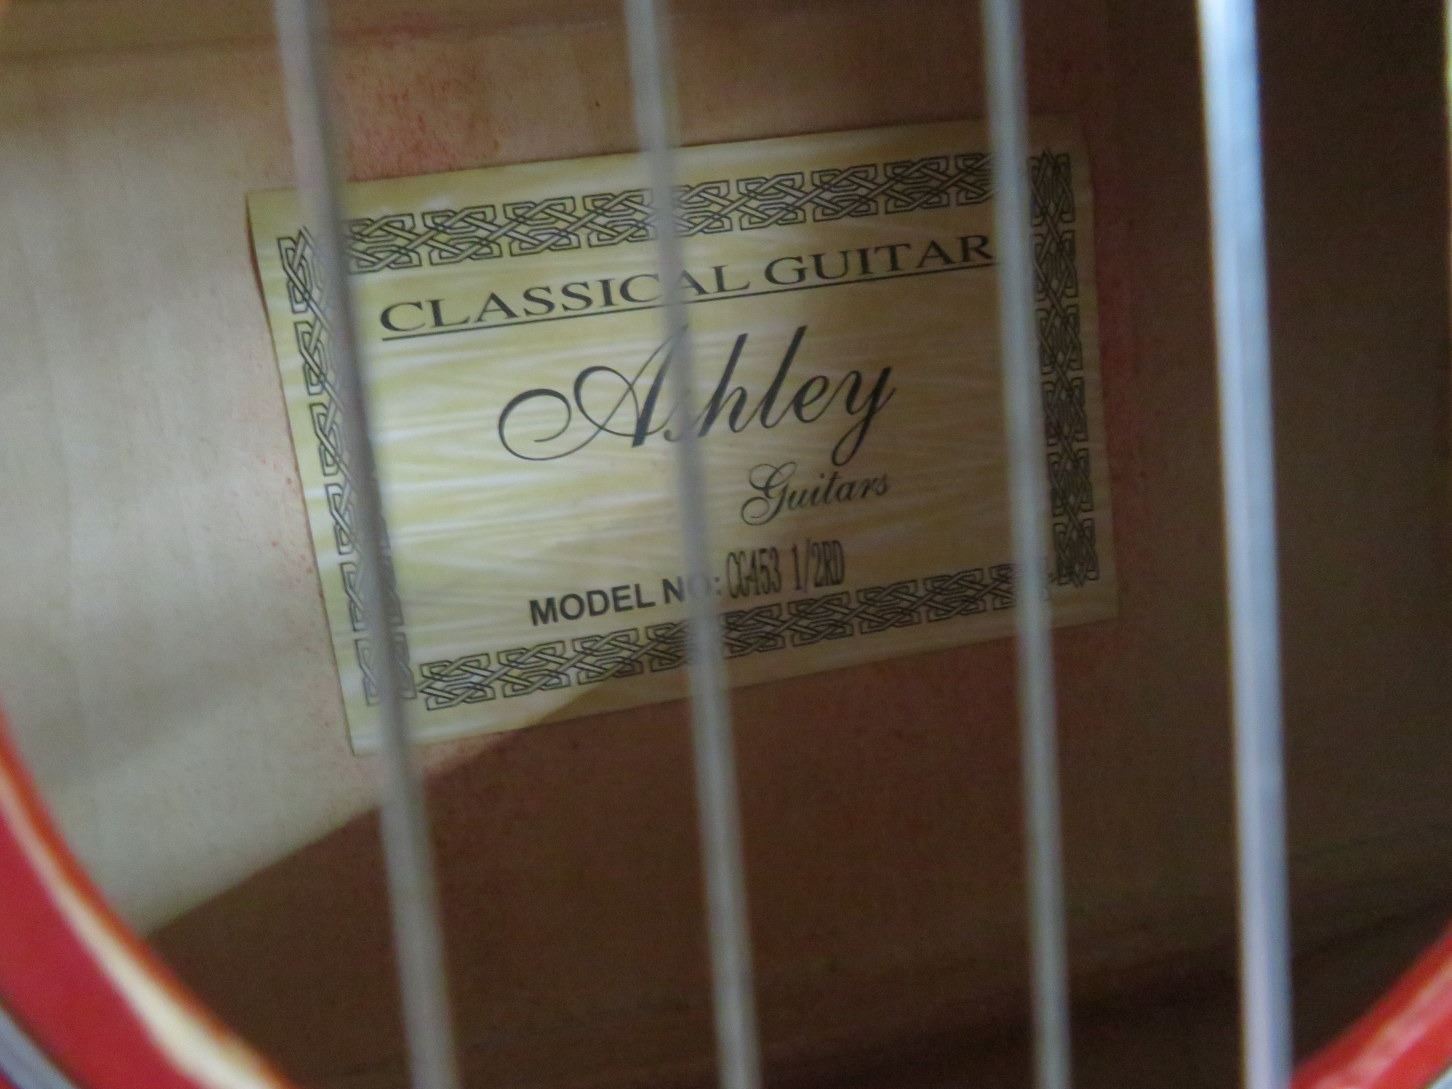 CLASSICAL GUITAR
Ashley
Guitars
MODEL NO: CG453 1/2RD